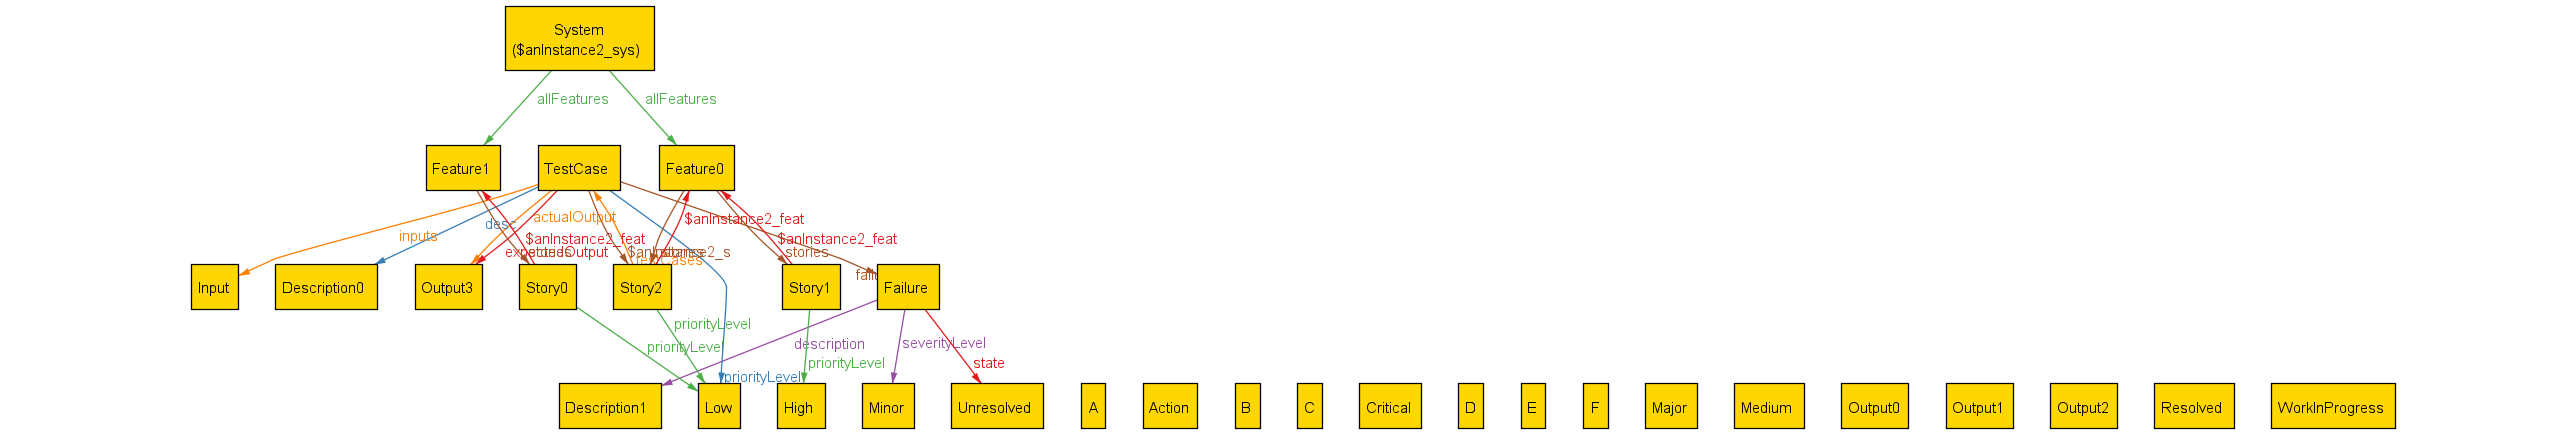 System
($anInstance2_sys)
allFeatures
allFeatures
Feature1
TestCase
Feature0
inputs
desc
actualOutput
$anInstance2_feat
$anInstance2_feat
$anInstance2_feat
expectedOutput
$anInstance2_s
stories
stories
testCases
Input
Description0
Output3
Story0
Story2
Story1
Failure
priorityLevel
priorityLevel
description
severityLevel
priorityLevel
state
priorityLevel
Description1
Low
High
Minor
Unresolved
A
Action
B
C
Critical
D
E
F
Major
Medium
Output0
Output1
Output2
Resolved
WorkInProgress